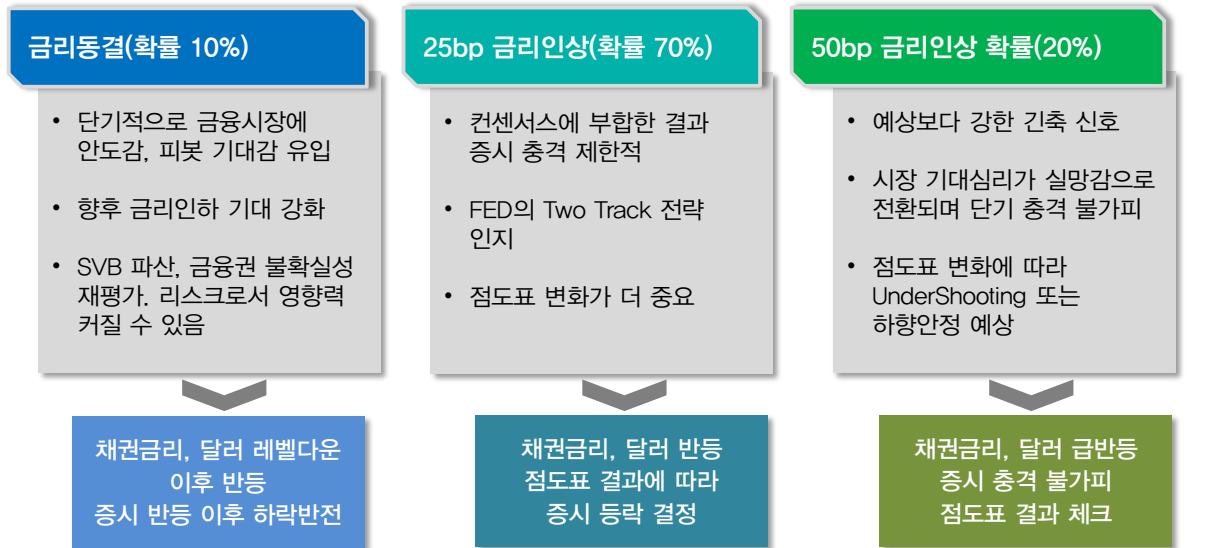 금리동결(확률 10%)
• 단기적으로 금융시장에
안도감, 피봇 기대감 유입
• 향후 금리인하 기대 강화
• SVB 파산, 금융권 불확실성
재평가. 리스크로서 영향력
커질 수 있음
채권금리, 달러 레벨다운
이후 반등
증시 반등 이후 하락반전
25bp 금리인상(확률 70%)
• 컨센서스에 부합한 결과
증시 충격 제한적
• FED의 Two Track 전략
인지
• 점도표 변화가 더 중요
채권금리, 달러 반등
점도표 결과에 따라
증시 등락 결정
50bp 금리인상 확률(20%)
• 예상보다 강한 긴축 신호
• 시장 기대심리가 실망감으로
전환되며 단기 충격 불가피
• 점도표 변화에 따라
UnderShooting 또는
하향안정 예상
채권금리, 달러 급반등
증시 충격 불가피
점도표 결과 체크